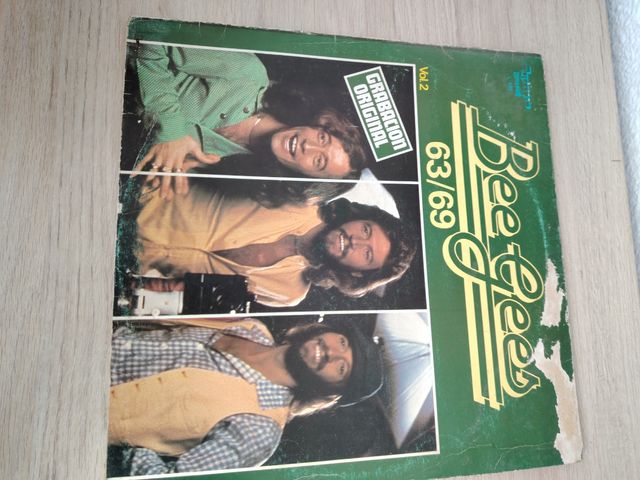 Bee Gees
63/69
Vol. 2
GRABACION
ORIGINAL